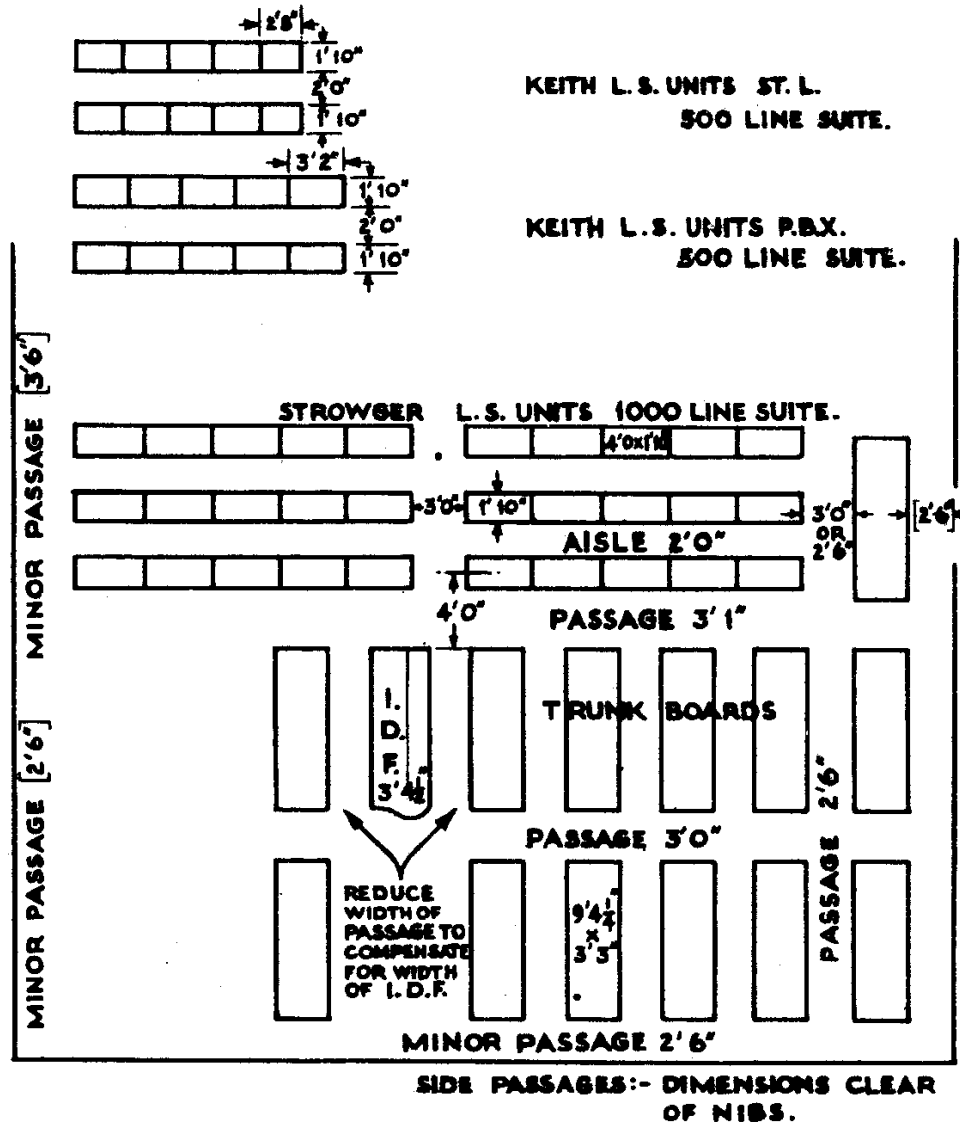 2'8"
1'10"
2'0"
1'10"
KEITH L.S. UNITS ST. L.
500 LINE SUITE.
3'2"
1'10"
2'0"
1'10"
KEITH L.S. UNITS P.B.X.
500 LINE SUITE.
MINOR PASSAGE [3'6"]
STROWGER L.S. UNITS 1000 LINE SUITE.
4'0x1'10
3'0"
1'10"
3'0"
OR
2'6"
[2'6"]
AISLE 2'0"
4'0"
PASSAGE 3'1"
MINOR PASSAGE [2'6"]
I.
D.
F.
3'4½"
TRUNK BOARDS
PASSAGE 2'6"
PASSAGE 3'0"
REDUCE
WIDTH OF
PASSAGE TO
COMPENSATE
FOR WIDTH
OF I.D.F.
9'4¼"
x
3'3"
MINOR PASSAGE 2'6"
SIDE PASSAGES:- DIMENSIONS CLEAR
OF NIBS.